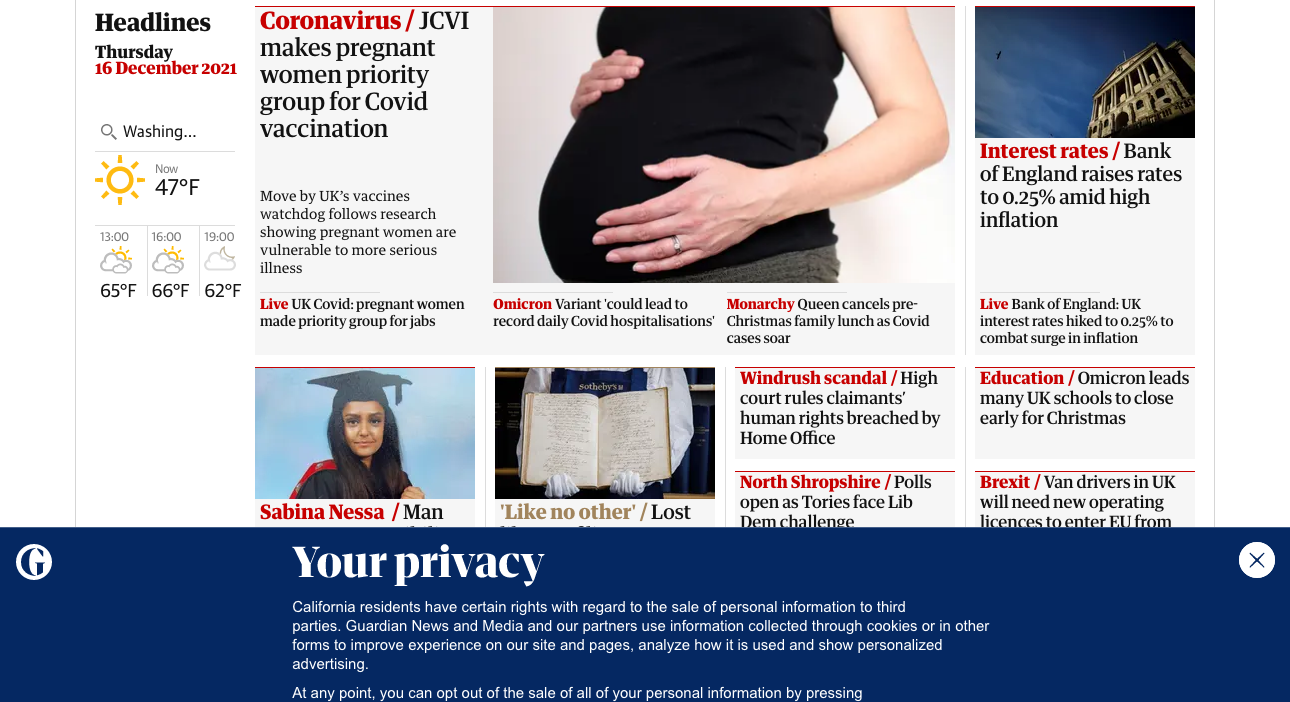 Headlines
Thursday
16 December 2021
Washing...
Now
47°F
13:00
16:00
19:00
65°F
66°F
62°F
Coronavirus / JCVI
makes pregnant
women priority
group for Covid
vaccination
Move by UK's vaccines
watchdog follows research
showing pregnant women are
vulnerable to more serious
illness
Live UK Covid: pregnant women
made priority group for jabs
Omicron Variant 'could lead to
record daily Covid hospitalisations'
Monarchy Queen cancels pre-
Christmas family lunch as Covid
cases soar
Interest rates / Bank
of England raises rates
to 0.25% amid high
inflation
Live Bank of England: UK
interest rates hiked to 0.25% to
combat surge in inflation
Sabina Nessa / Man
sotheby's
'Like no other' / Lost
Windrush scandal / High
court rules claimants'
human rights breached by
Home Office
North Shropshire / Polls
open as Tories face Lib
Dem challenge
Education / Omicron leads
many UK schools to close
early for Christmas
Brexit / Van drivers in UK
will need new operating
licences to enter EU from
Your privacy
California residents have certain rights with regard to the sale of personal information to third
parties. Guardian News and Media and our partners use information collected through cookies or in other
forms to improve experience on our site and pages, analyze how it is used and show personalized
advertising.
At any point, you can opt out of the sale of all of your personal information by pressing